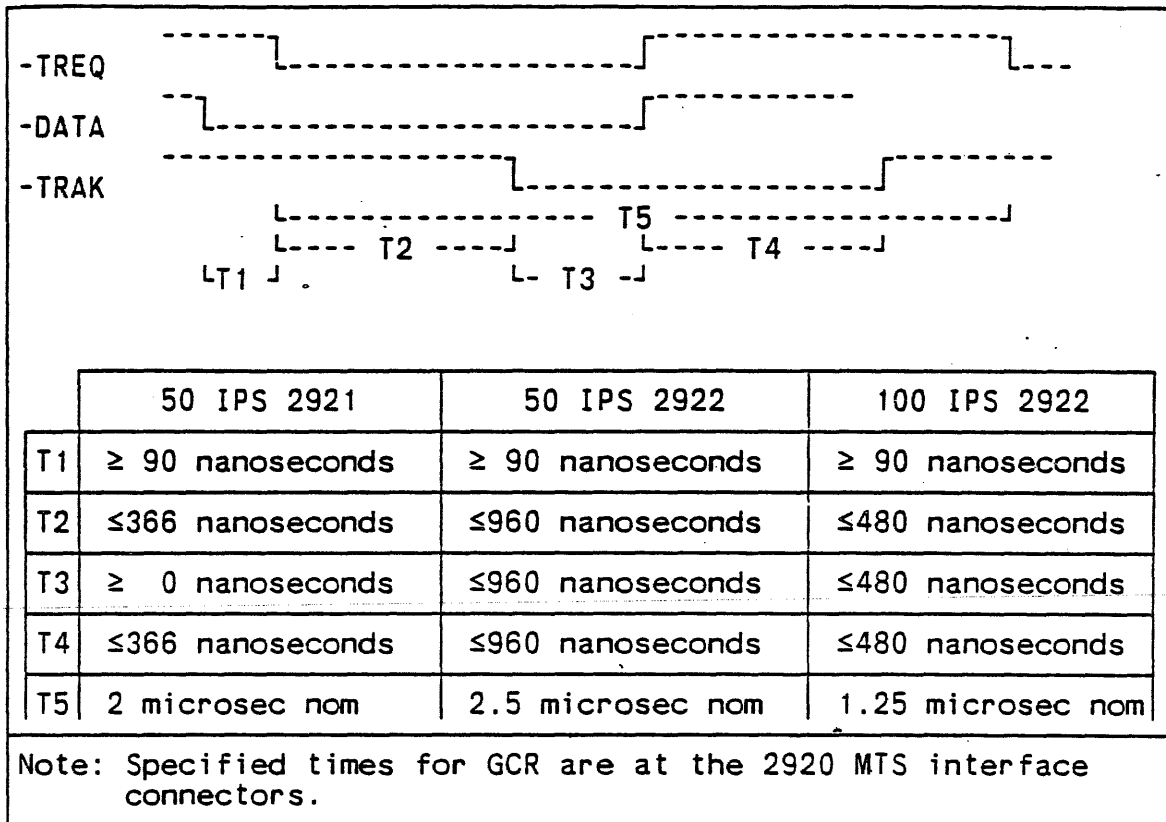 -TREQ
-DATA
-TRAK
T5
T2 T4
T1 T3
50 IPS 2921 50 IPS 2922 100 IPS 2922
T1 ≥ 90 nanoseconds ≥ 90 nanoseconds ≥ 90 nanoseconds
T2 ≤366 nanoseconds ≤960 nanoseconds ≤480 nanoseconds
T3 ≥ 0 nanoseconds ≤960 nanoseconds ≤480 nanoseconds
T4 ≤366 nanoseconds ≤960 nanoseconds ≤480 nanoseconds
T5 2 microsec nom 2.5 microsec nom 1.25 microsec nom
Note: Specified times for GCR are at the 2920 MTS interface
connectors.